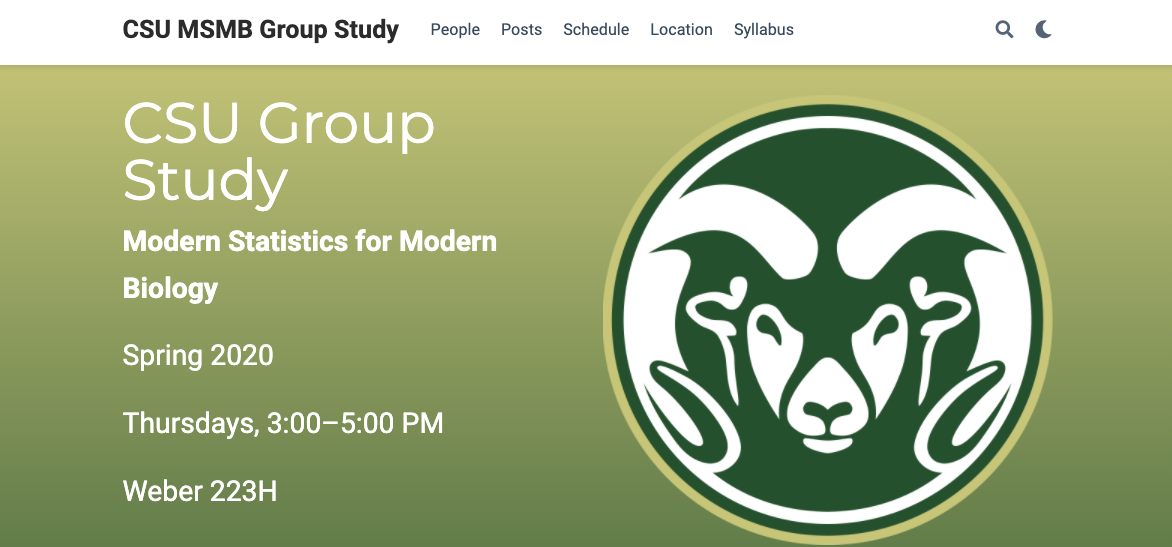 CSU MSMB Group Study People Posts Schedule Location Syllabus
CSU Group
Study
Modern Statistics for Modern
Biology
Spring 2020
Thursdays, 3:00–5:00 PM
Weber 223H